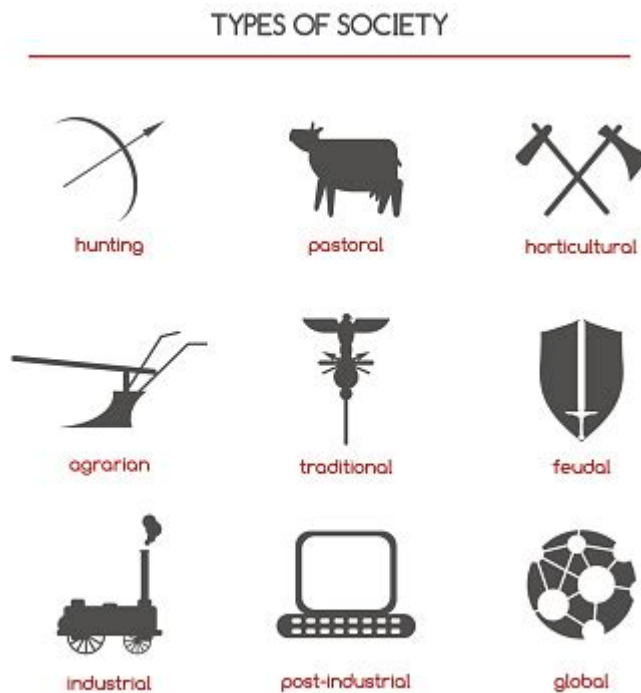 TYPES OF SOCIETY
hunting
pastoral
horticultural
agrarian
traditional
feudal
industrial
post-industrial
global